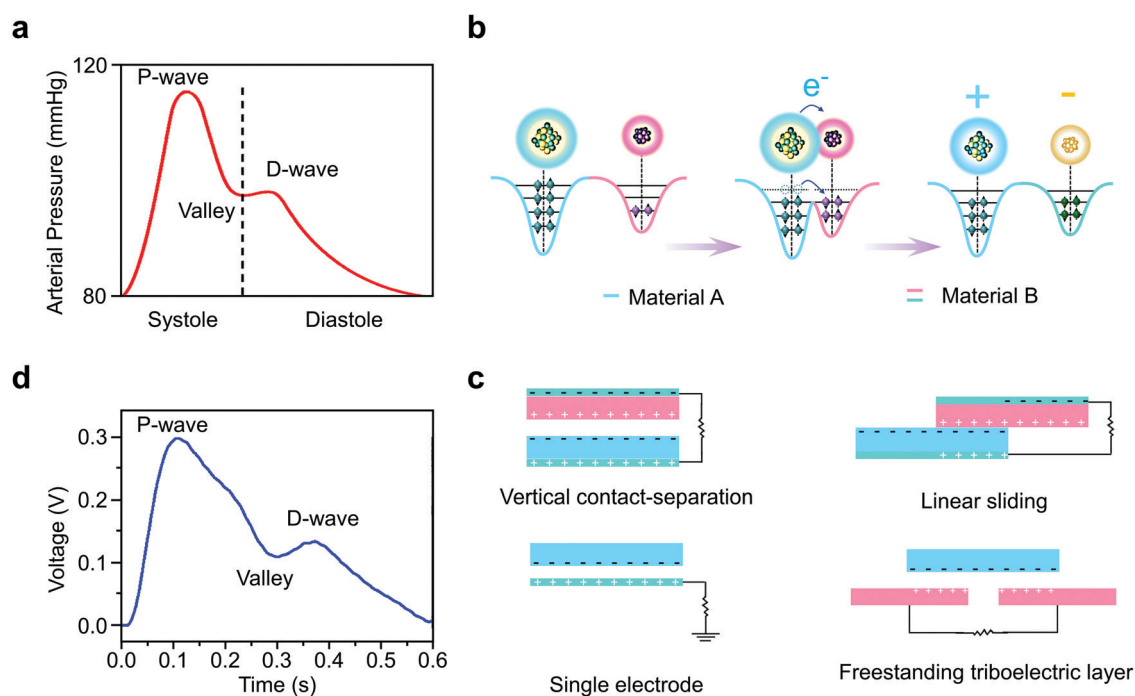 a
120
P-wave
D-wave
Valley
80
Arterial Pressure (mmHg)
Systole
Diastole
b
e-
+
-
Material A
Material B
d
P-wave
0.3
D-wave
0.2
0.1
Valley
0.0
Voltage (V)
0.0 0.1 0.2 0.3 0.4 0.5 0.6
Time (s)
c
- - - - - - - - -
+ + + + + + + + +
- - - - - - - - -
+ + + + + + + + +
Vertical contact-separation
Linear sliding
Single electrode
Freestanding triboelectric layer